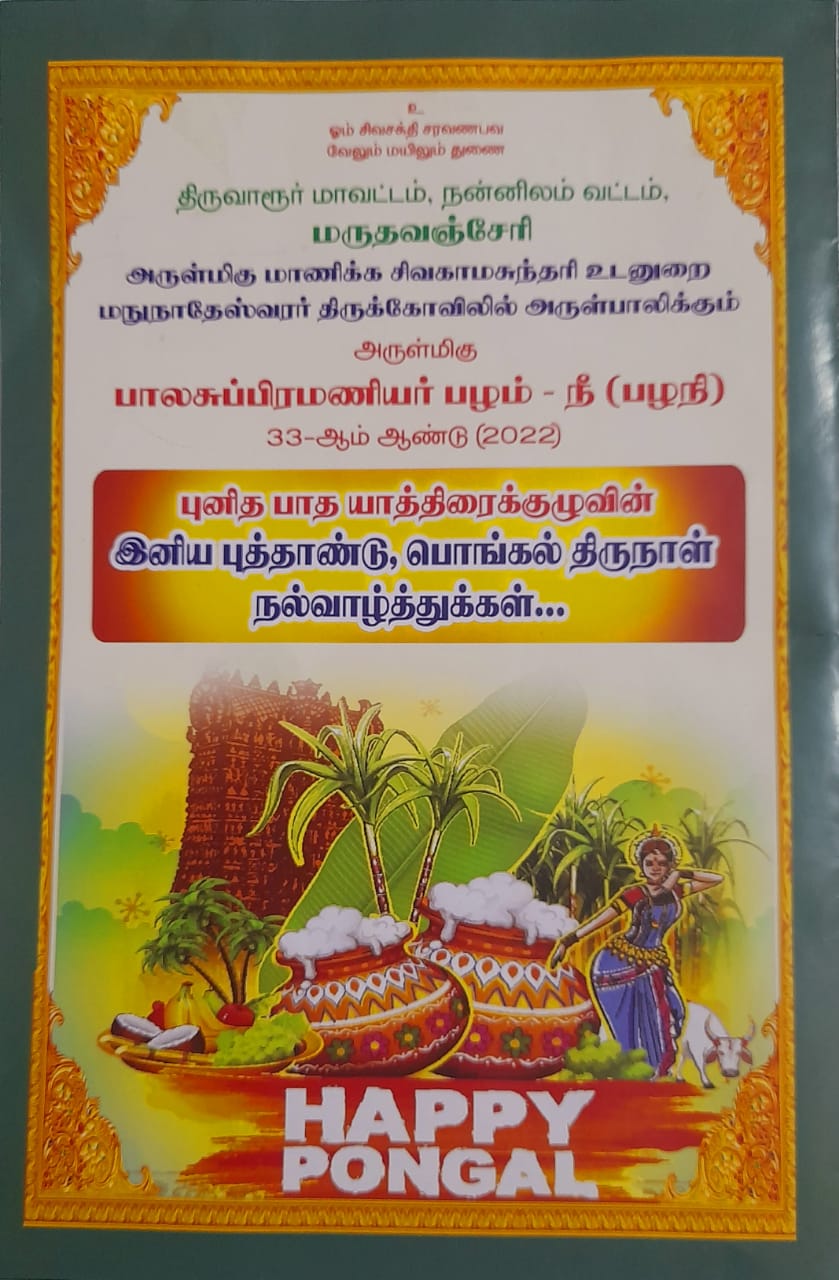 உ
ஓம் சிவசக்தி சரவணபவ
வேலும் மயிலும் துணை
திருவாரூர் மாவட்டம், நன்னிலம் வட்டம்,
மருதவஞ்சேரி
அருள்மிகு மாணிக்க சிவகாமசுந்தரி உடனுறை
மநுநாதேஸ்வரர் திருக்கோவிலில் அருள்பாலிக்கும்
அருள்மிகு
பாலசுப்பிரமணியர் பழம் - நீ (பழநி)
33-ஆம் ஆண்டு (2022)
புனித பாத யாத்திரைக்குழுவின்
இனிய புத்தாண்டு, பொங்கல் திருநாள்
நல்வாழ்த்துக்கள்...
HAPPY
PONGAL